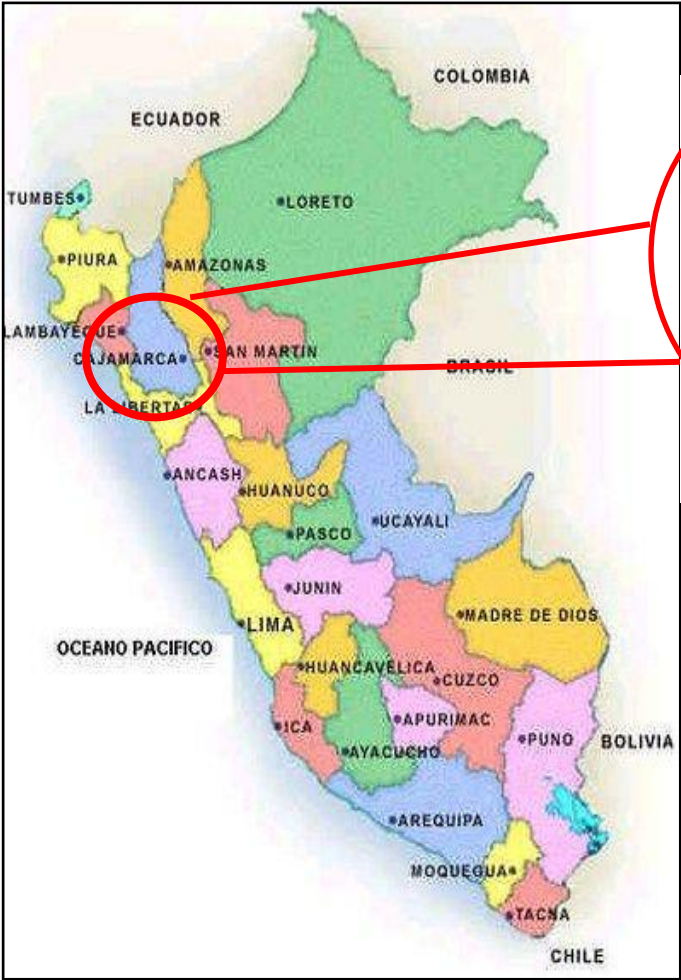 COLOMBIA
ECUADOR
TUMBES
LORETO
PIURA
AMAZONAS
LAMBAYEQUE
CAJAMARCA
SAN MARTIN
BRASIL
LA LIBERTAD
ANCASH
HUANUCO
UCAYALI
PASCO
JUNIN
MADRE DE DIOS
LIMA
OCEANO PACIFICO
HUANCAVELICA
CUZCO
ICA
APURIMAC
PUNO
BOLIVIA
AYACUCHO
AREQUIPA
MOQUEGUA
TACNA
CHILE